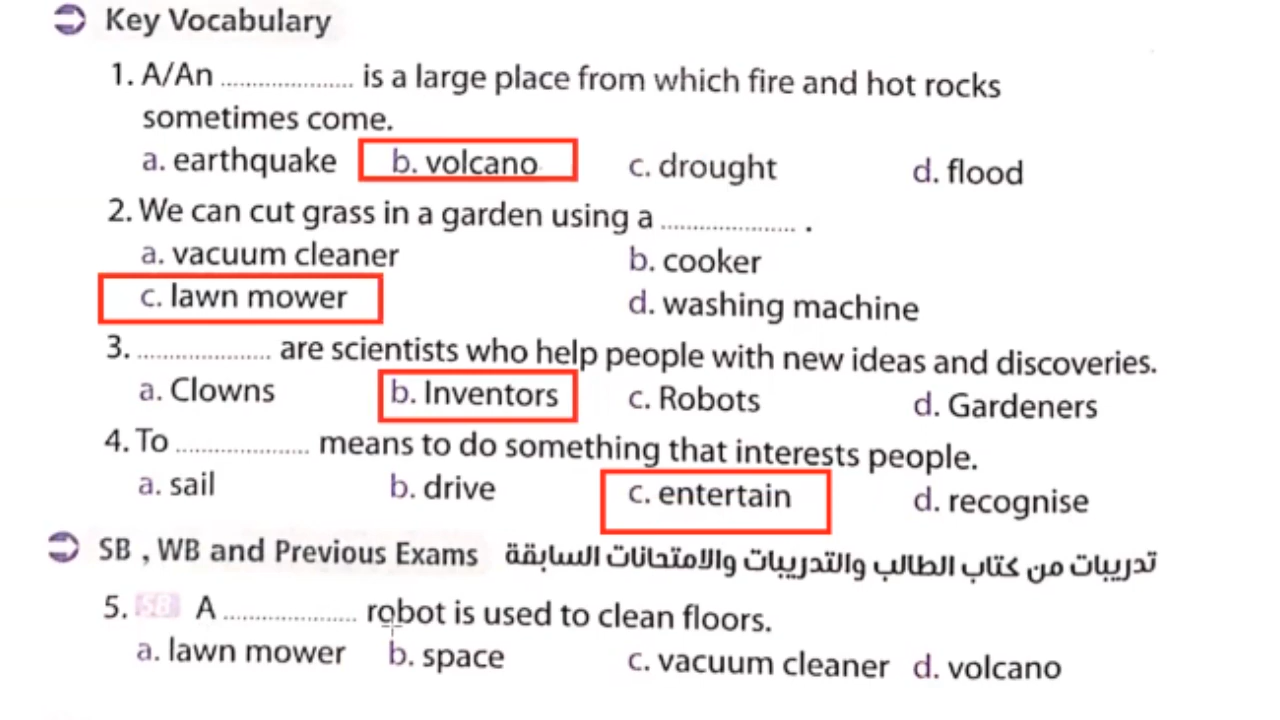 Key Vocabulary
1. A/An .................... is a large place from which fire and hot rocks
sometimes come.
a. earthquake b. volcano c. drought d. flood
2. We can cut grass in a garden using a .................... .
a. vacuum cleaner b. cooker
c. lawn mower d. washing machine
3. .................... are scientists who help people with new ideas and discoveries.
a. Clowns b. Inventors c. Robots d. Gardeners
4. To .................... means to do something that interests people.
a. sail b. drive c. entertain d. recognise
SB , WB and Previous Exams تدريبات من كتاب الطالب والتدريبات والامتحانات السابقة
5. SB A .................... robot is used to clean floors.
a. lawn mower b. space c. vacuum cleaner d. volcano